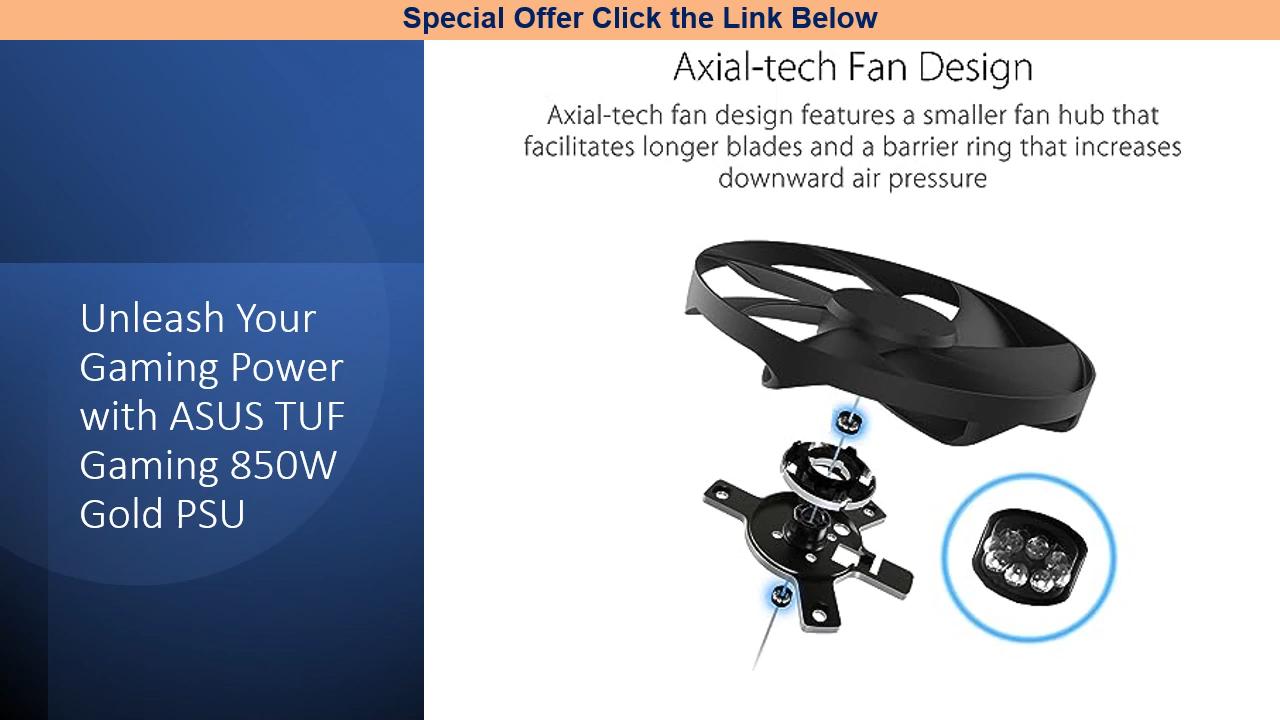 Special Offer Click the Link Below
Axial-tech Fan Design
Axial-tech fan design features a smaller fan hub that
facilitates longer blades and a barrier ring that increases
downward air pressure
Unleash Your
Gaming Power
with ASUS TUF
Gaming 850W
Gold PSU